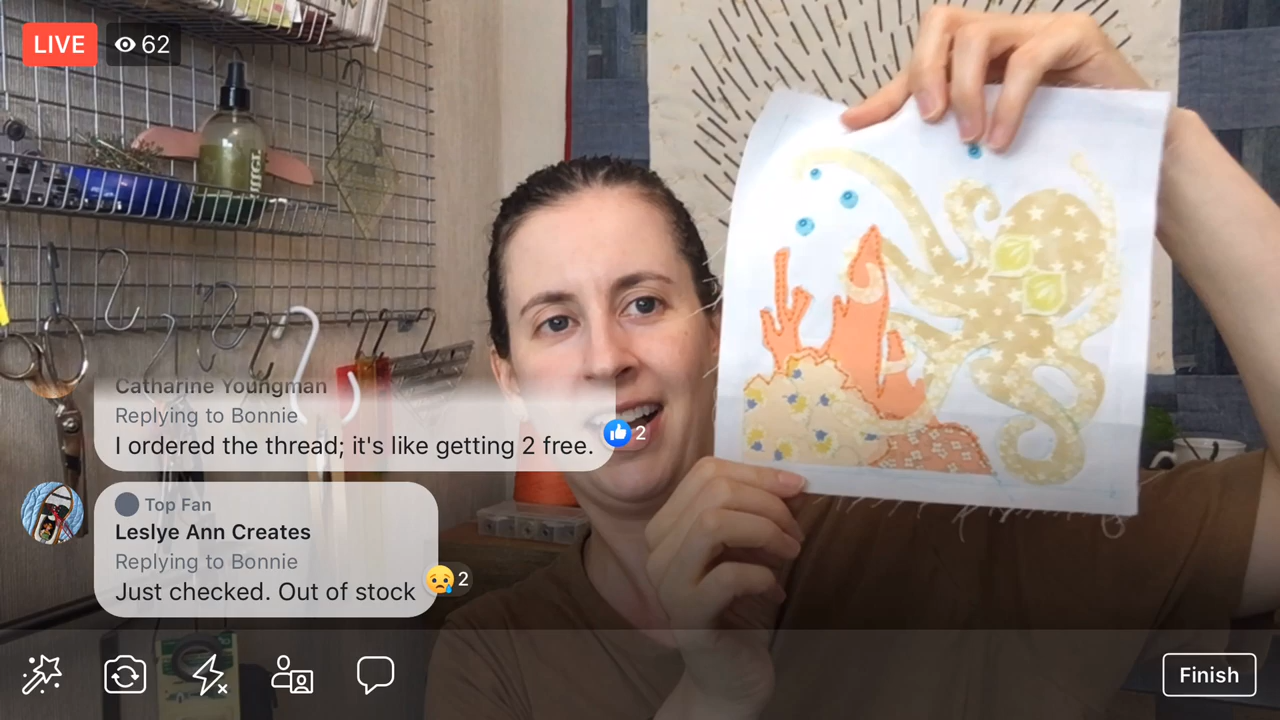 LIVE
62
Catharine Youngman
Replying to Bonnie
I ordered the thread; it's like getting 2 free.
2
Top Fan
Leslye Ann Creates
Replying to Bonnie
Just checked. Out of stock
2
Finish